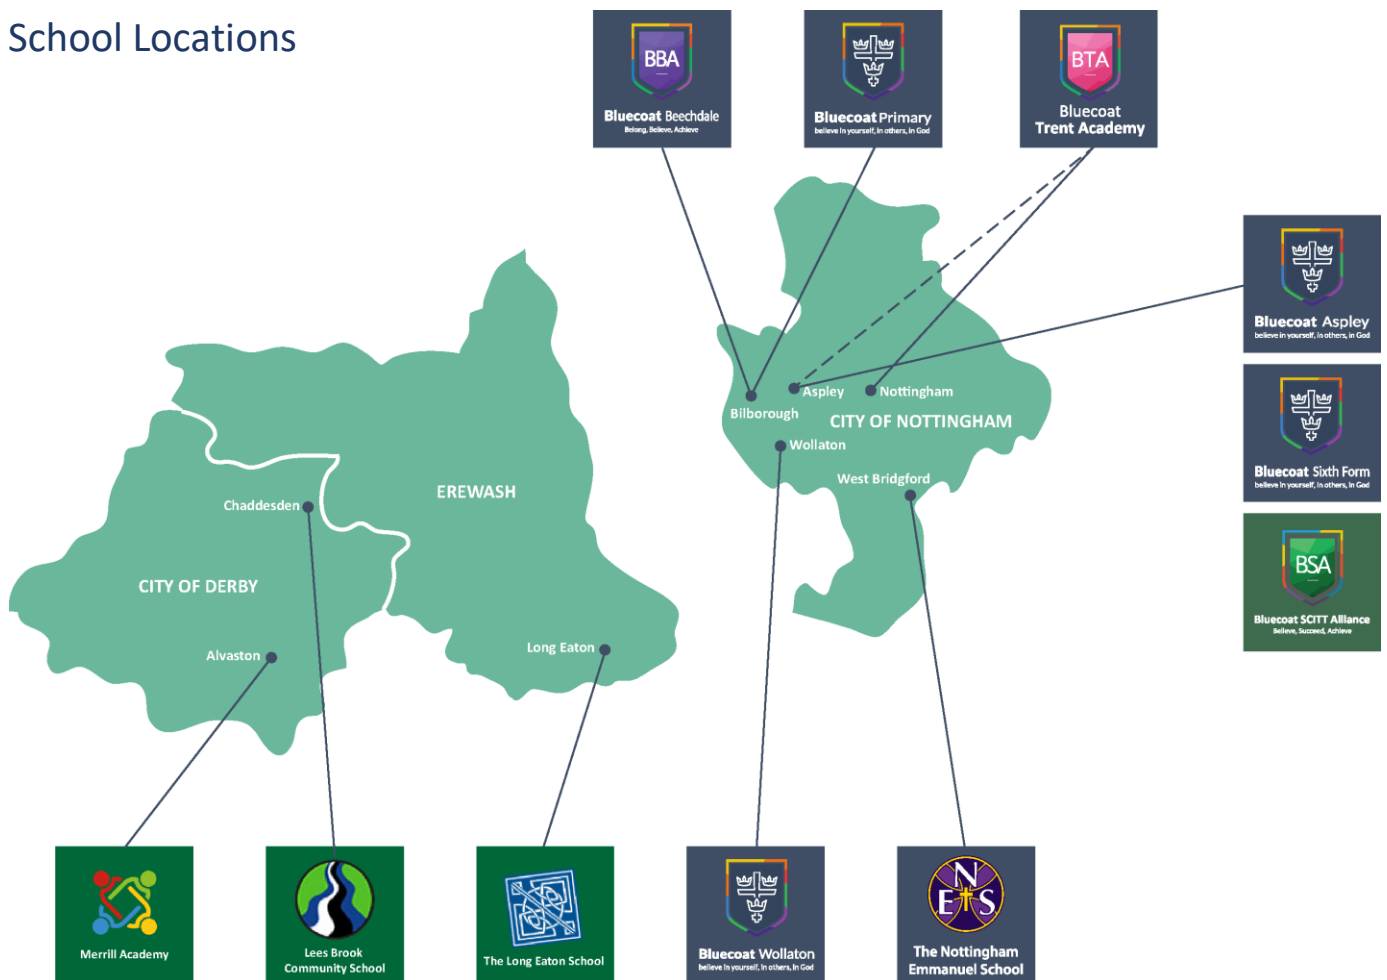 School Locations
BBA
Bluecoat Beechdale
Belong, Believe, Achieve
Bluecoat Primary
believe in yourself, in others, in God
BTA
Bluecoat
Trent Academy
Bluecoat Aspley
believe in yourself, in others, in God
Bluecoat Sixth Form
believe in yourself, in others, in God
BSA
Bluecoat SCITT Alliance
Believe, Succeed, Achieve
Aspley
Nottingham
Bilborough
CITY OF NOTTINGHAM
Wollaton
West Bridgford
EREWASH
Chaddesden
CITY OF DERBY
Alvaston
Long Eaton
Merrill Academy
Lees Brook
Community School
The Long Eaton School
Bluecoat Wollaton
believe in yourself, in others, in God
N
E S
The Nottingham
Emmanuel School